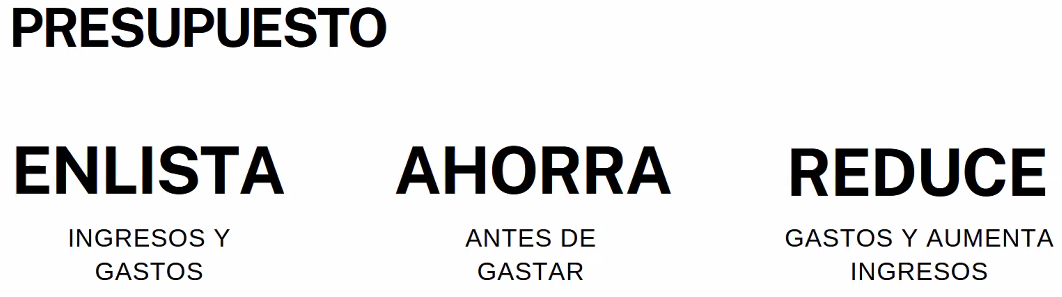 PRESUPUESTO
ENLISTA
INGRESOS Y
GASTOS
AHORRA
ANTES DE
GASTAR
REDUCE
GASTOS Y AUMENTA
INGRESOS